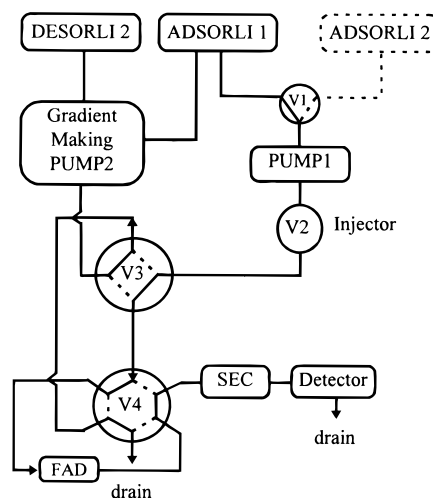 DESORLI 2
ADSORLI 1
ADSORLI 2
Gradient
Making
PUMP2
V1
PUMP1
V2
Injector
V3
V4
SEC
Detector
drain
FAD
drain